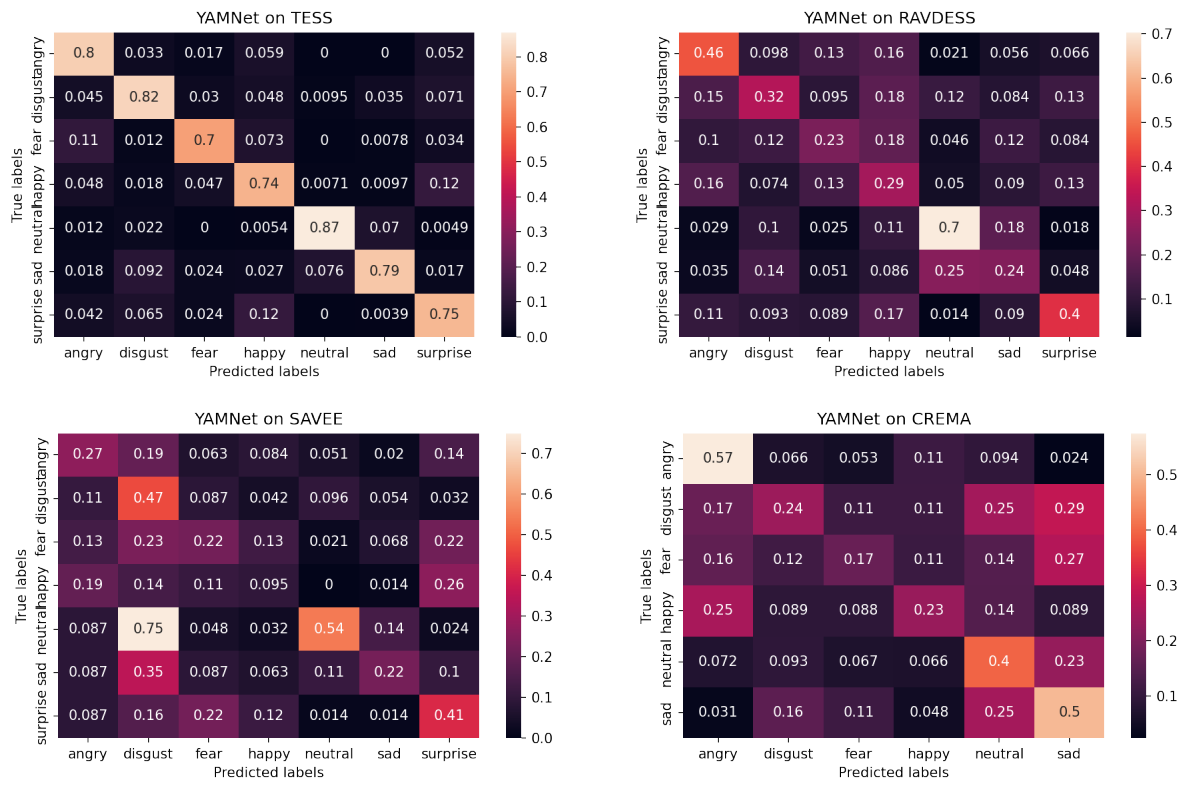 YAMNet on TESS
True labels
angry 0.8 0.033 0.017 0.059 0 0 0.052
disgust 0.045 0.82 0.03 0.048 0.0095 0.035 0.071
fear 0.11 0.012 0.7 0.073 0 0.0078 0.034
happy 0.048 0.018 0.047 0.74 0.0071 0.0097 0.12
neutral 0.012 0.022 0 0.0054 0.87 0.07 0.0049
sad 0.018 0.092 0.024 0.027 0.076 0.79 0.017
surprise 0.042 0.065 0.024 0.12 0 0.0039 0.75
angry disgust fear happy neutral sad surprise
Predicted labels
0.8
0.7
0.6
0.5
0.4
0.3
0.2
0.1
0.0
YAMNet on RAVDESS
True labels
angry 0.46 0.098 0.13 0.16 0.021 0.056 0.066
disgust 0.15 0.32 0.095 0.18 0.12 0.084 0.13
fear 0.1 0.12 0.23 0.18 0.046 0.12 0.084
happy 0.16 0.074 0.13 0.29 0.05 0.09 0.13
neutral 0.029 0.1 0.025 0.11 0.7 0.18 0.018
sad 0.035 0.14 0.051 0.086 0.25 0.24 0.048
surprise 0.11 0.093 0.089 0.17 0.014 0.09 0.4
angry disgust fear happy neutral sad surprise
Predicted labels
0.7
0.6
0.5
0.4
0.3
0.2
0.1
YAMNet on SAVEE
True labels
angry 0.27 0.19 0.063 0.084 0.051 0.02 0.14
disgust 0.11 0.47 0.087 0.042 0.096 0.054 0.032
fear 0.13 0.23 0.22 0.13 0.021 0.068 0.22
happy 0.19 0.14 0.11 0.095 0 0.014 0.26
neutral 0.087 0.75 0.048 0.032 0.54 0.14 0.024
sad 0.087 0.35 0.087 0.063 0.11 0.22 0.1
surprise 0.087 0.16 0.22 0.12 0.014 0.014 0.41
angry disgust fear happy neutral sad surprise
Predicted labels
0.7
0.6
0.5
0.4
0.3
0.2
0.1
0.0
YAMNet on CREMA
True labels
angry 0.57 0.066 0.053 0.11 0.094 0.024
disgust 0.17 0.24 0.11 0.11 0.25 0.29
fear 0.16 0.12 0.17 0.11 0.14 0.27
happy 0.25 0.089 0.088 0.23 0.14 0.089
neutral 0.072 0.093 0.067 0.066 0.4 0.23
sad 0.031 0.16 0.11 0.048 0.25 0.5
angry disgust fear happy neutral sad
Predicted labels
0.5
0.4
0.3
0.2
0.1